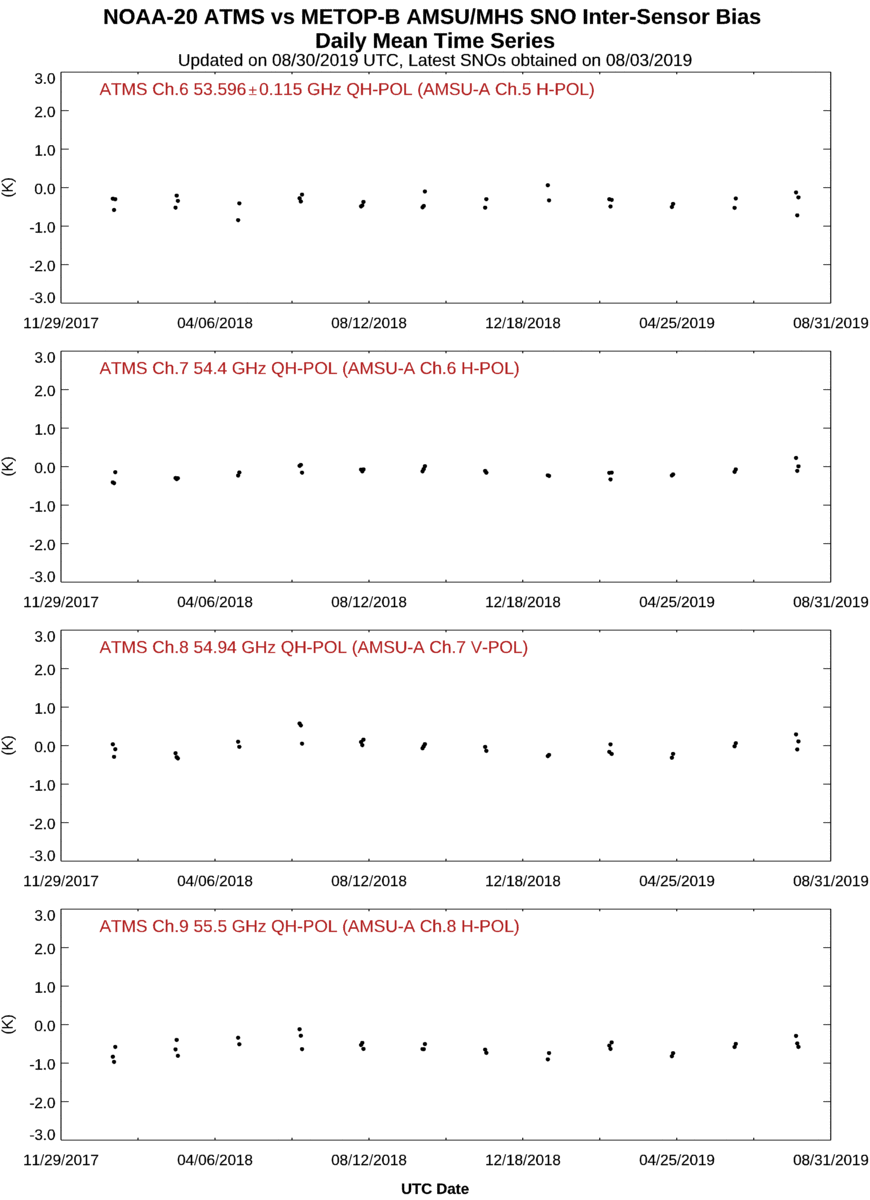 NOAA-20 ATMS vs METOP-B AMSU/MHS SNO Inter-Sensor Bias
Daily Mean Time Series
Updated on 08/30/2019 UTC, Latest SNOs obtained on 08/03/2019
ATMS Ch.6 53.596±0.115 GHz QH-POL (AMSU-A Ch.5 H-POL)
3.0
2.0
1.0
0.0
-1.0
-2.0
-3.0
(K)
11/29/2017 04/06/2018 08/12/2018 12/18/2018 04/25/2019 08/31/2019
ATMS Ch.7 54.4 GHz QH-POL (AMSU-A Ch.6 H-POL)
3.0
2.0
1.0
0.0
-1.0
-2.0
-3.0
(K)
11/29/2017 04/06/2018 08/12/2018 12/18/2018 04/25/2019 08/31/2019
ATMS Ch.8 54.94 GHz QH-POL (AMSU-A Ch.7 V-POL)
3.0
2.0
1.0
0.0
-1.0
-2.0
-3.0
(K)
11/29/2017 04/06/2018 08/12/2018 12/18/2018 04/25/2019 08/31/2019
ATMS Ch.9 55.5 GHz QH-POL (AMSU-A Ch.8 H-POL)
3.0
2.0
1.0
0.0
-1.0
-2.0
-3.0
(K)
11/29/2017 04/06/2018 08/12/2018 12/18/2018 04/25/2019 08/31/2019
UTC Date